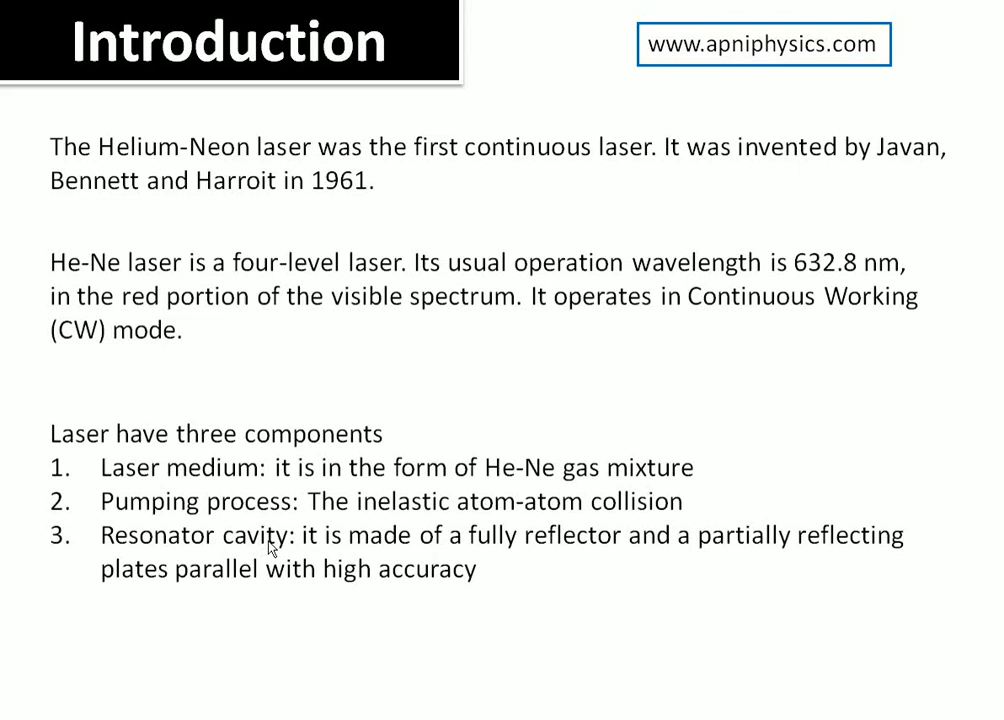 Introduction
www.apniphysics.com
The Helium-Neon laser was the first continuous laser. It was invented by Javan,
Bennett and Harroit in 1961.
He-Ne laser is a four-level laser. Its usual operation wavelength is 632.8 nm,
in the red portion of the visible spectrum. It operates in Continuous Working
(CW) mode.
Laser have three components
1. Laser medium: it is in the form of He-Ne gas mixture
2. Pumping process: The inelastic atom-atom collision
3. Resonator cavity: it is made of a fully reflector and a partially reflecting
plates parallel with high accuracy